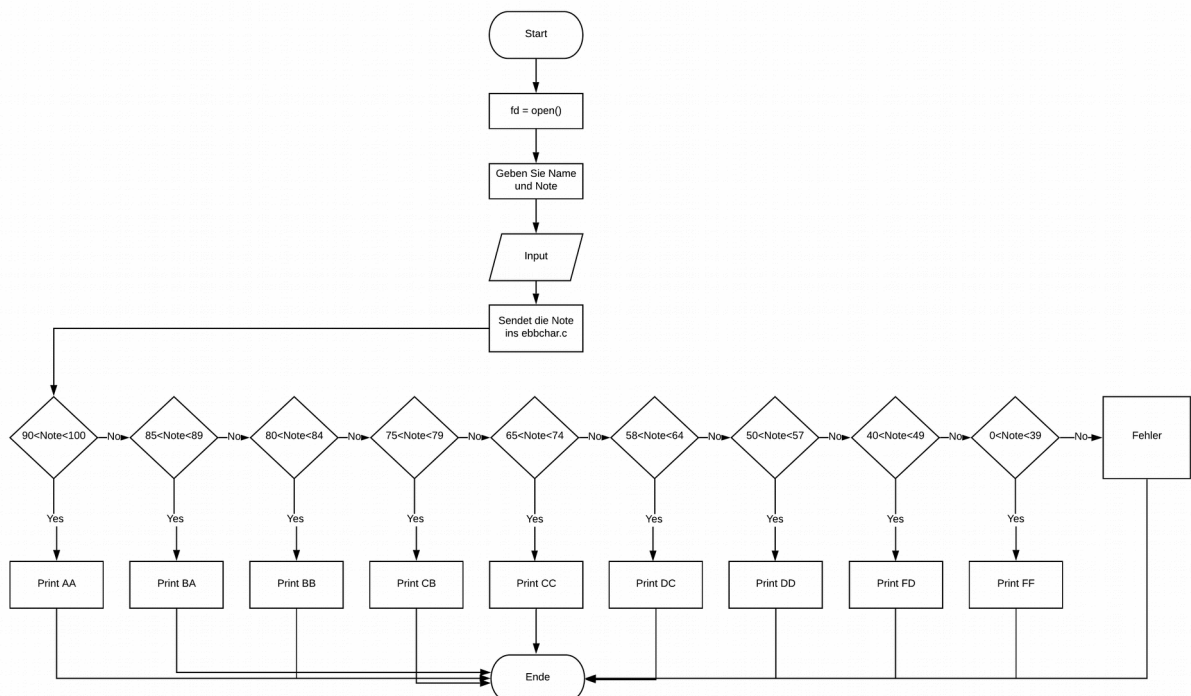 Start
fd = open()
Geben Sie Name
und Note
Input
Sendet die Note
ins ebbchar.c
90<Note<100
No
85<Note<89
No
80<Note<84
No
75<Note<79
No
65<Note<74
No
58<Note<64
No
50<Note<57
No
40<Note<49
No
0<Note<39
No
Fehler
Yes
Yes
Yes
Yes
Yes
Yes
Yes
Yes
Yes
Print AA
Print BA
Print BB
Print CB
Print CC
Print DC
Print DD
Print FD
Print FF
Ende